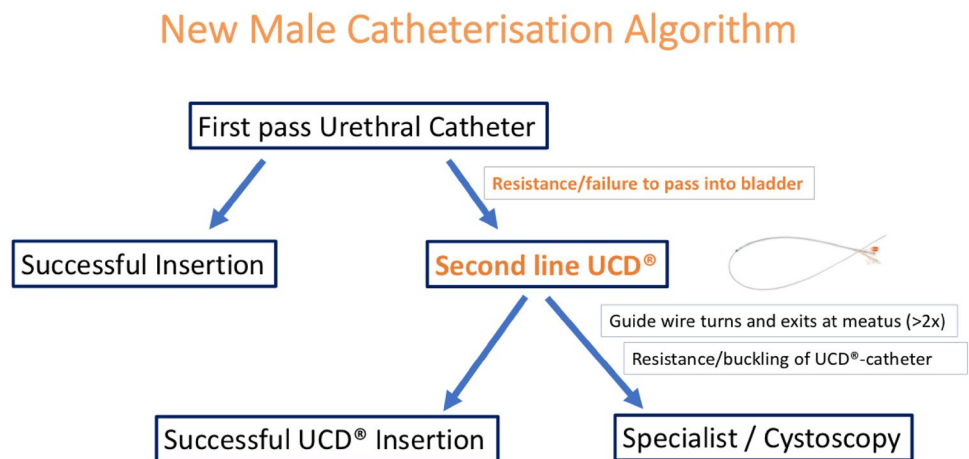 New Male Catheterisation Algorithm
First pass Urethral Catheter
Resistance/failure to pass into bladder
Successful Insertion
Second line UCD®
Guide wire turns and exits at meatus (>2x)
Resistance/buckling of UCD®-catheter
Successful UCD® Insertion
Specialist / Cystoscopy